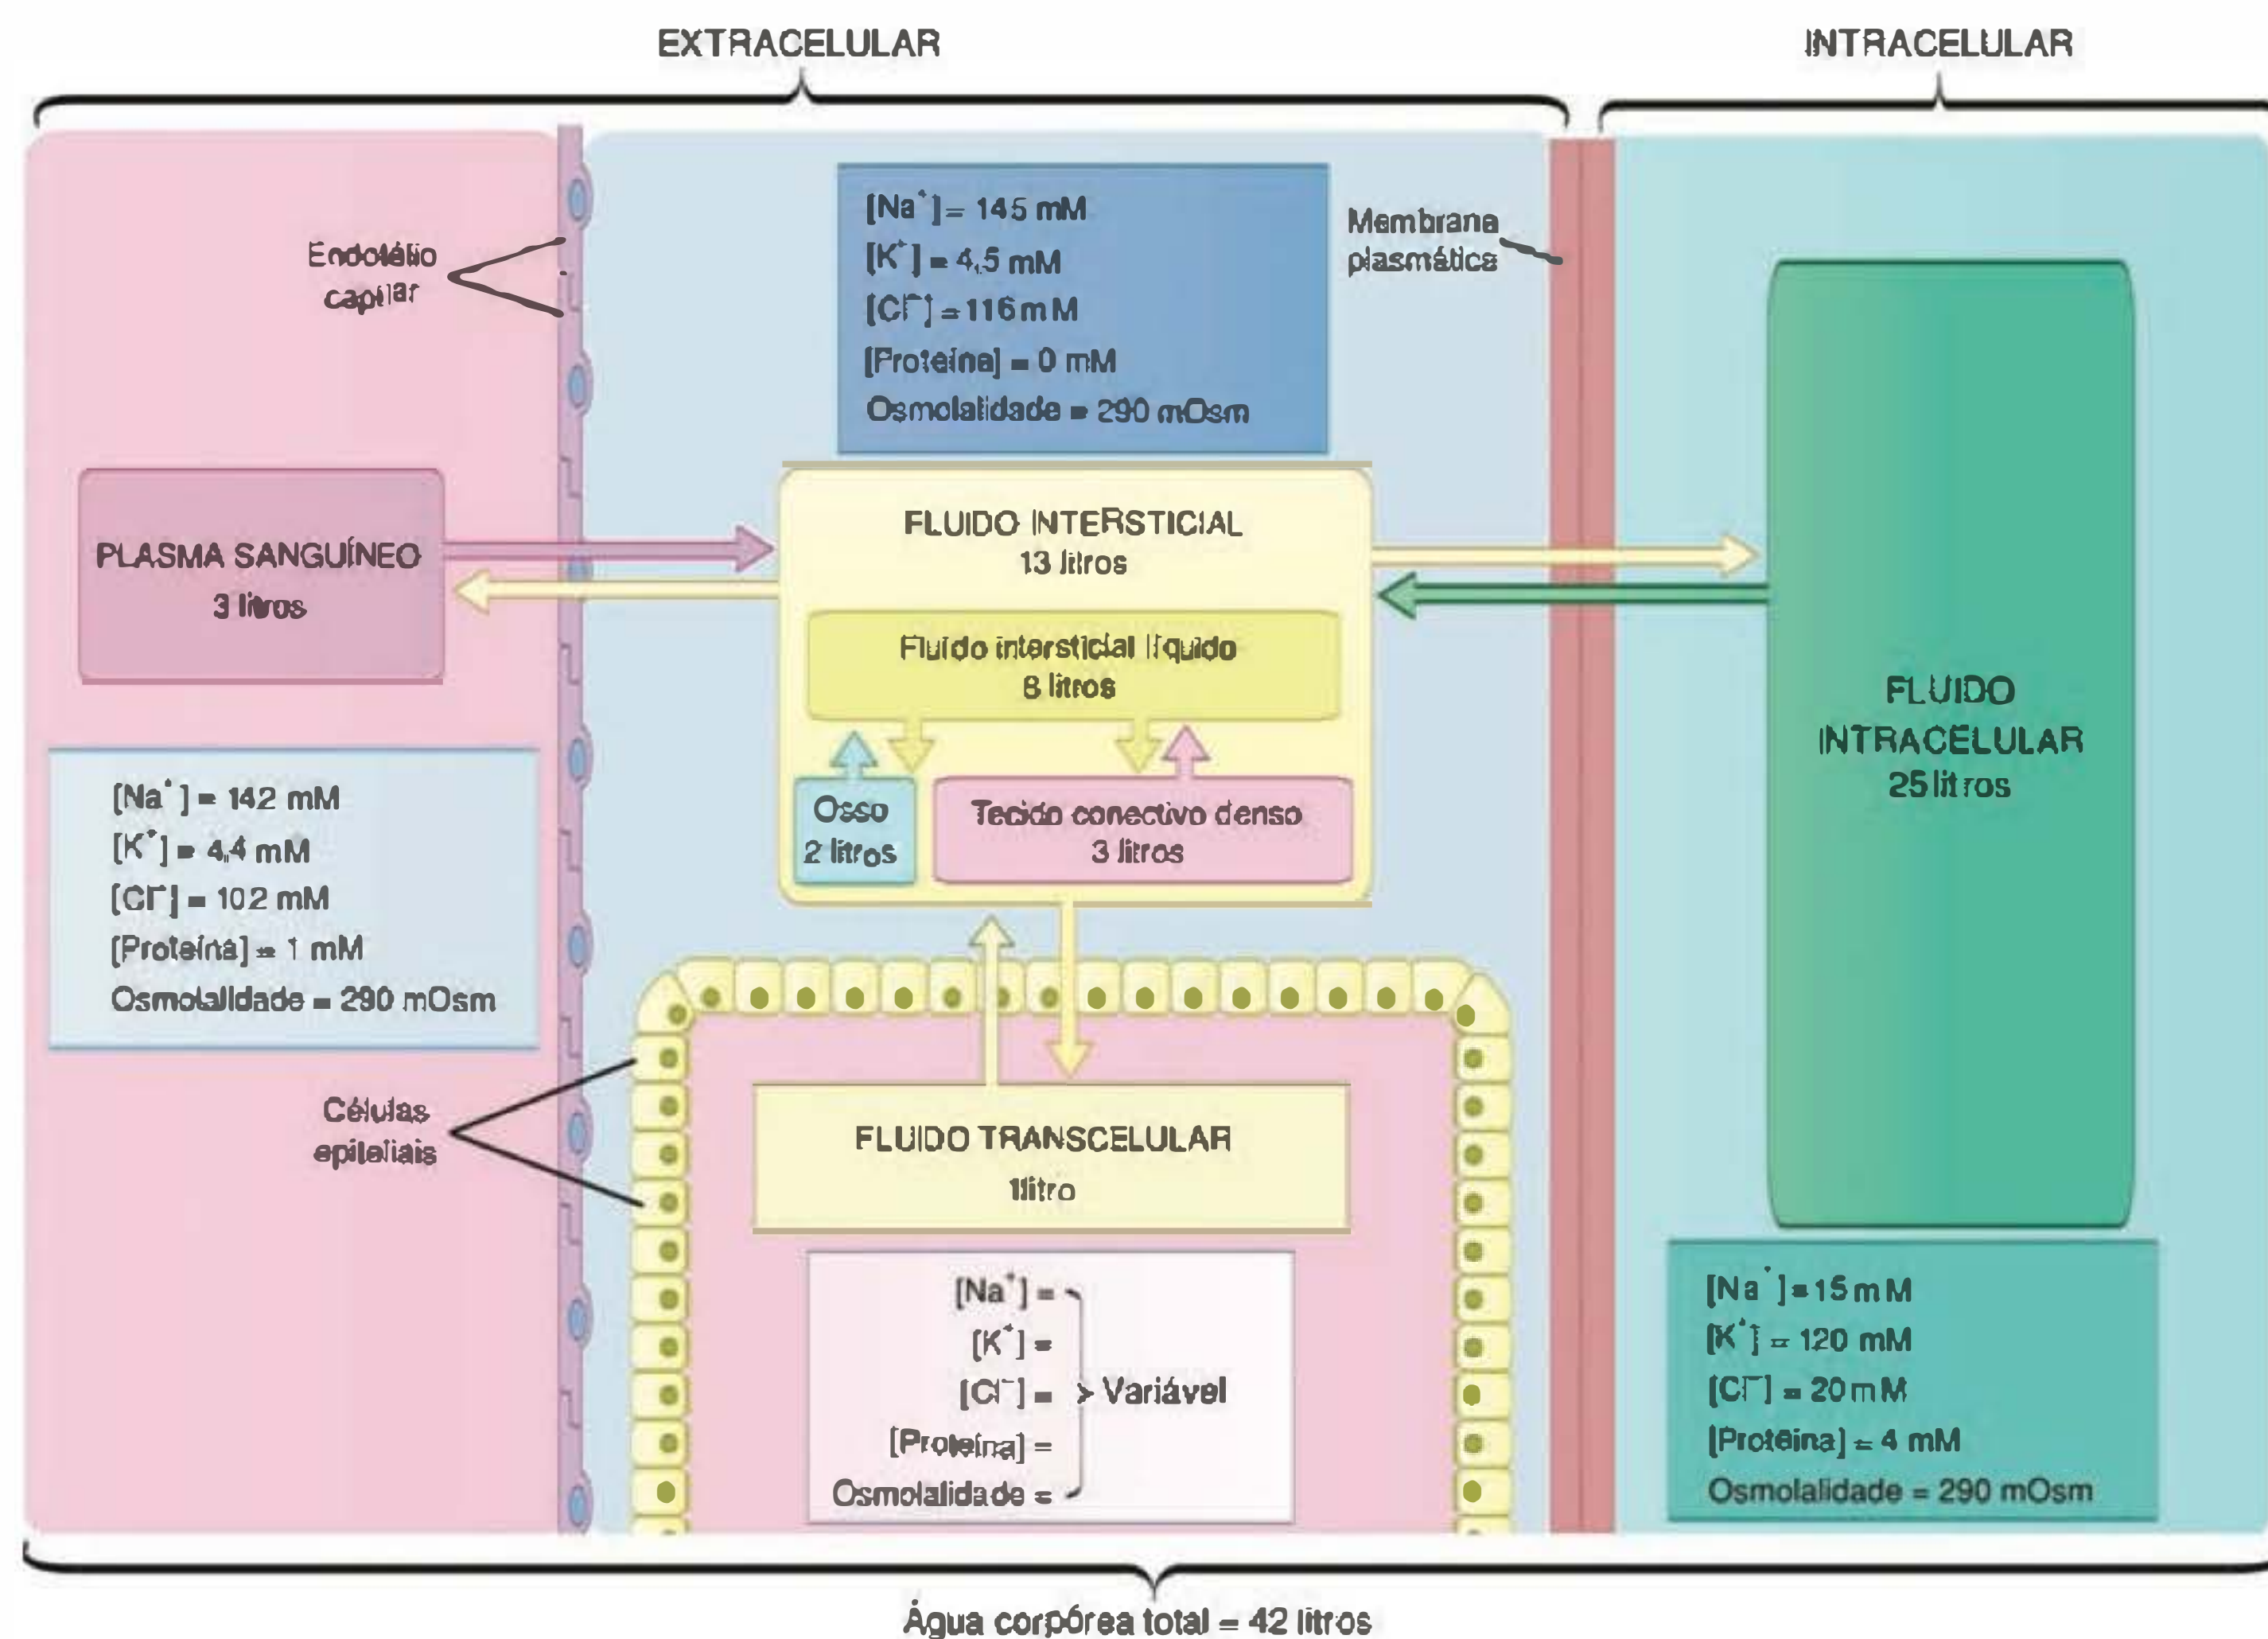 EXTRACELULAR
INTRACELULAR
Endotélio
capilar
[Na⁺] = 145 mM
[K⁺] = 4,5 mM
[Cl⁻] = 116 mM
[Proteína] = 0 mM
Osmolalidade = 290 mOsm
Membrana
plasmática
PLASMA SANGUÍNEO
3 litros
FLUIDO INTERSTICIAL
13 litros
Fluido intersticial líquido
8 litros
Osso
2 litros
Tecido conectivo denso
3 litros
FLUIDO
INTRACELULAR
25 litros
[Na⁺] = 142 mM
[K⁺] = 4,4 mM
[Cl⁻] = 102 mM
[Proteína] = 1 mM
Osmolalidade = 290 mOsm
Células
epiteliais
FLUIDO TRANSCELULAR
1 litro
[Na⁺] =
[K⁺] =
[Cl⁻] = Variável
[Proteína] =
Osmolalidade =
[Na⁺] = 15 mM
[K⁺] = 120 mM
[Cl⁻] = 20 mM
[Protëina] = 4 mM
Osmolalidade = 290 mOsm
Água corpórea total = 42 litros